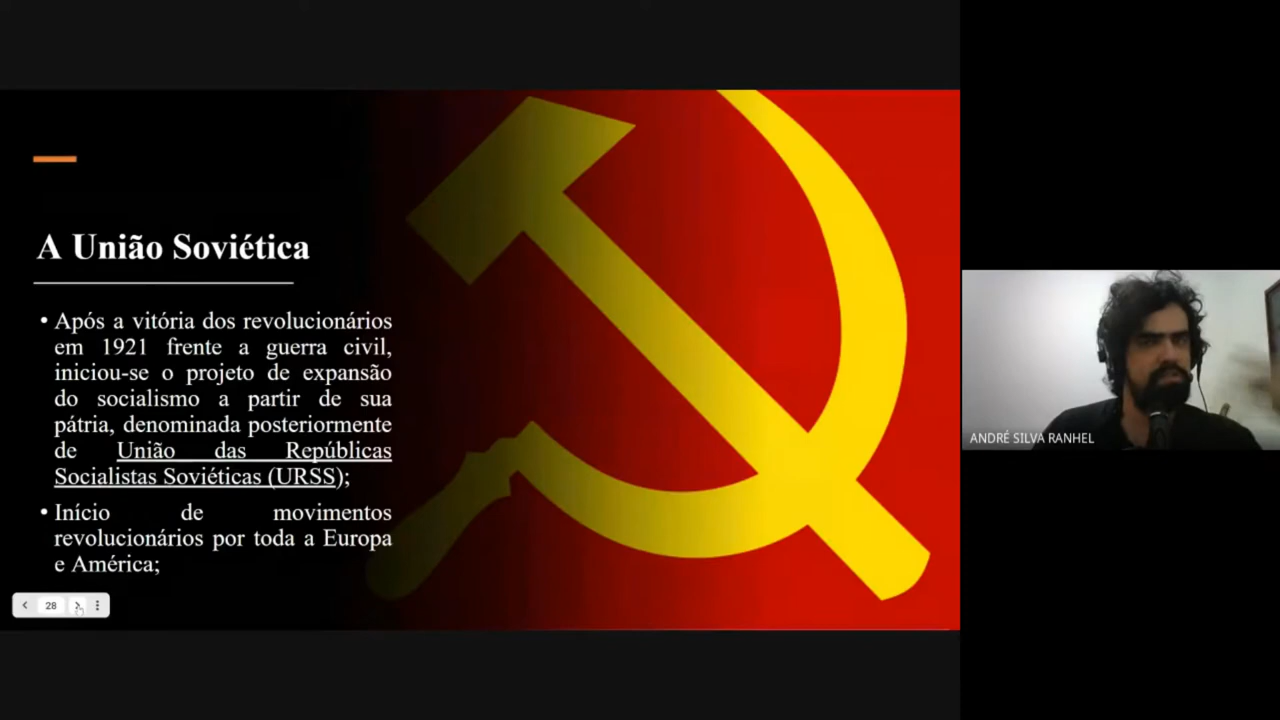 A União Soviética
• Após a vitória dos revolucionários
em 1921 frente a guerra civil,
iniciou-se o projeto de expansão
do socialismo a partir de sua
pátria, denominada posteriormente
de União das Repúblicas
Socialistas Soviéticas (URSS);
• Início de movimentos
revolucionários por toda a Europa
e América;
28
ANDRÉ SILVA RANHEL